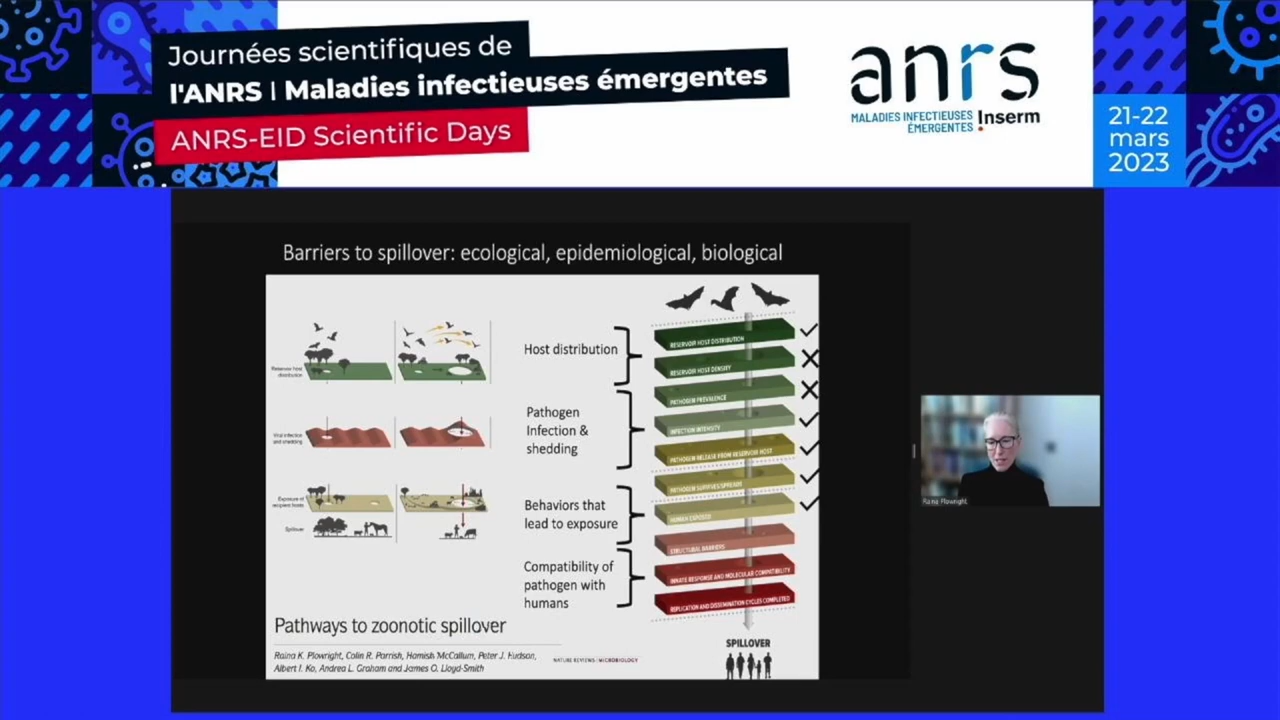 Journées scientifiques de
l'ANRS | Maladies infectieuses émergentes
ANRS-EID Scientific Days
anrs
MALADIES INFECTIEUSES
ÉMERGENTES
Inserm
21-22
mars
2023
Barriers to spillover: ecological, epidemiological, biological
Reservoir host
distribution
Viral infection
and shedding
Exposure of
recipient hosts
Spillover
Host distribution
Pathogen
Infection &
shedding
Behaviors that
lead to exposure
Compatibility of
pathogen with
humans
RESERVOIR HOST DISTRIBUTION
RESERVOIR HOST DENSITY
PATHOGEN PREVALENCE
INFECTION INTENSITY
PATHOGEN RELEASE FROM RESERVOIR HOST
PATHOGEN SURVIVES/SPREADS
HUMAN EXPOSED
STRUCTURAL BARRIERS
INNATE RESPONSE AND MOLECULAR COMPATIBILITY
REPLICATION AND DISSEMINATION CYCLES COMPLETED
SPILLOVER
Pathways to zoonotic spillover
Raina K. Plowright, Colin R. Parrish, Hamish McCallum, Peter J. Hudson,
Albert I. Ko, Andrea L. Graham and James O. Lloyd-Smith
NATURE REVIEWS | MICROBIOLOGY
Raina Plowright